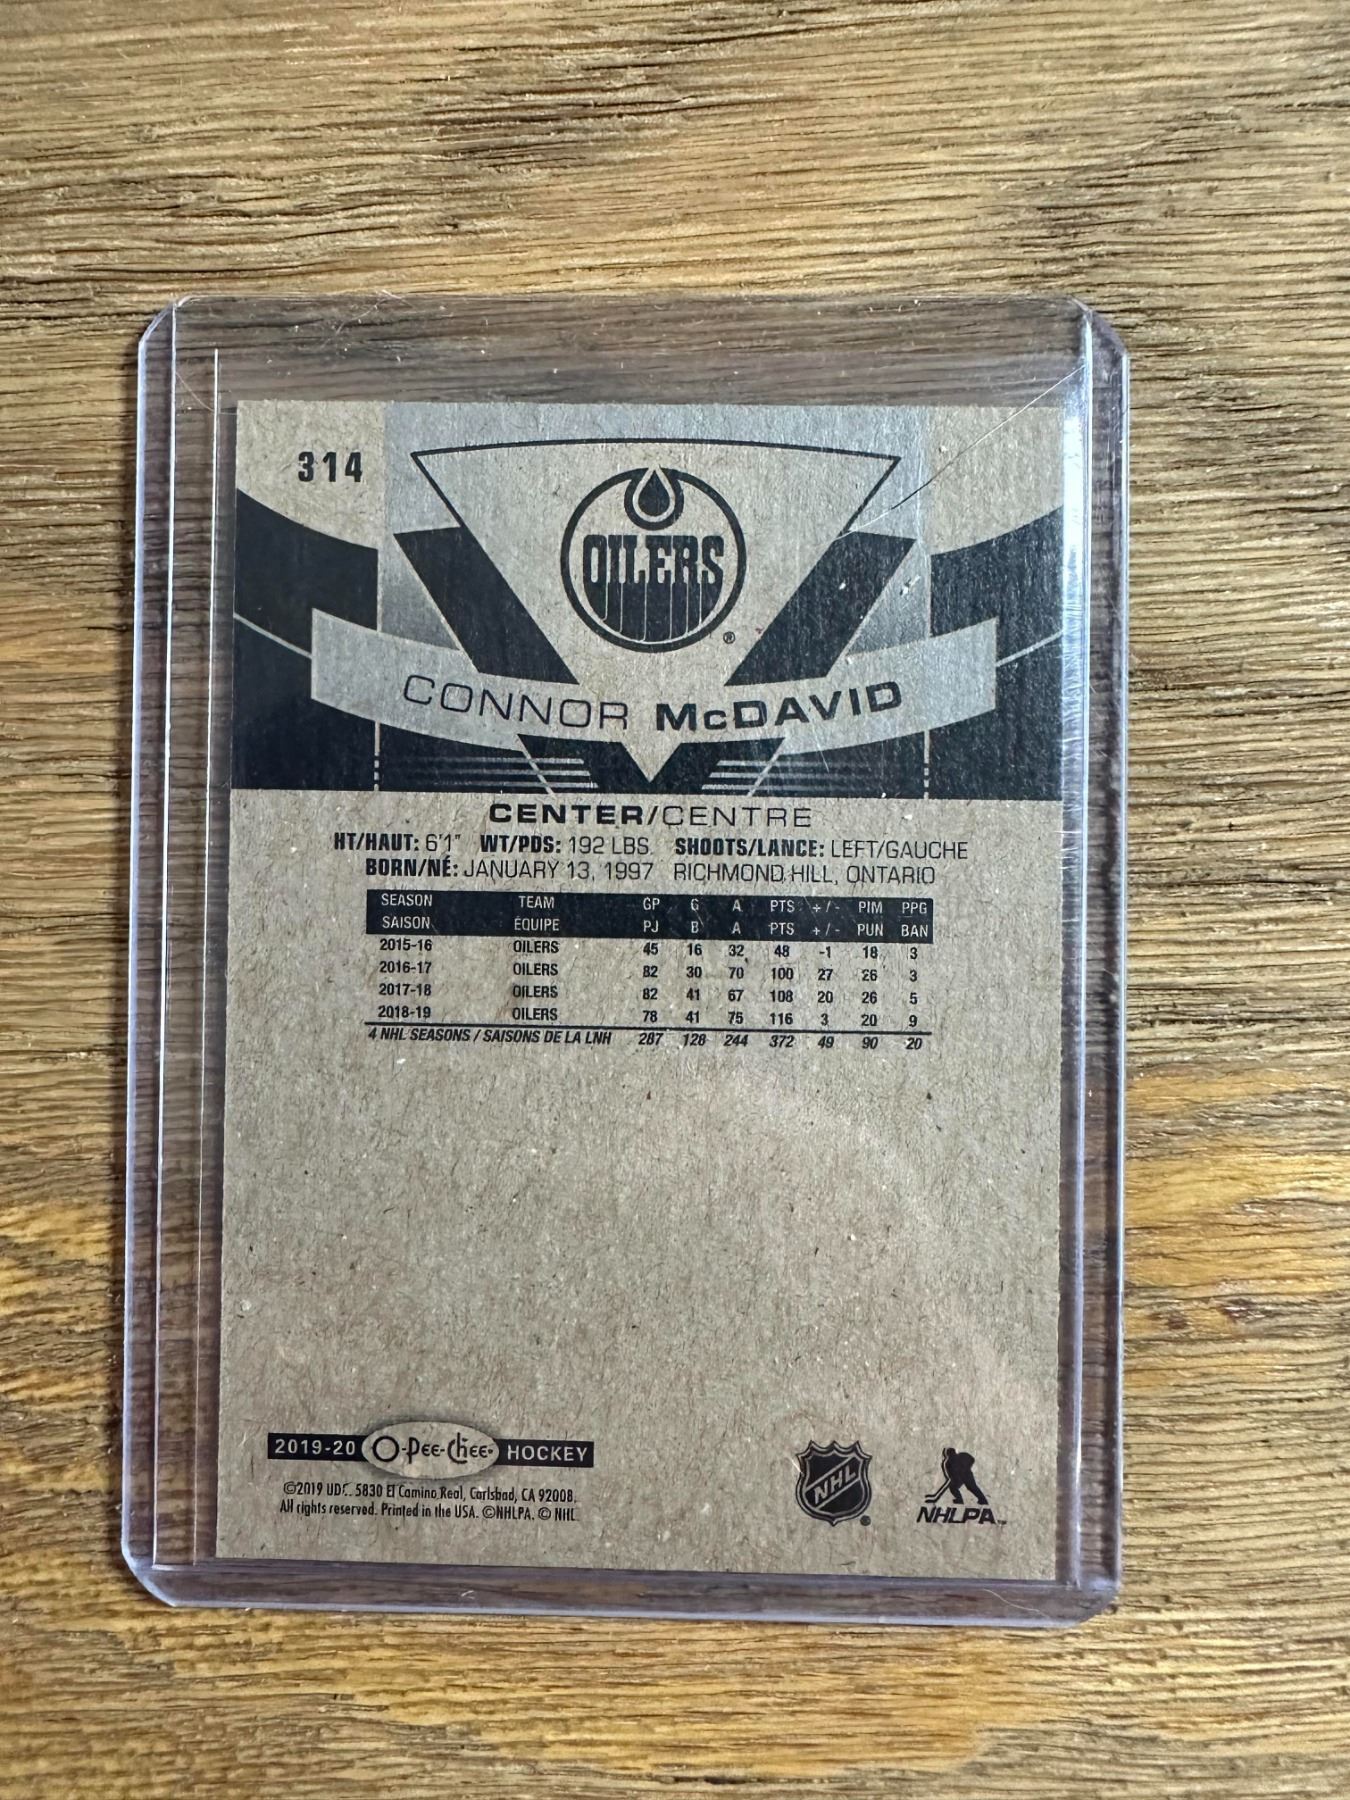 314
OILERS
®
CONNOR McDAVID
CENTER/CENTRE
HT/HAUT: 6'1" WT/PDS: 192 LBS. SHOOTS/LANCE: LEFT/GAUCHE
BORN/NÉ: JANUARY 13, 1997 RICHMOND HILL, ONTARIO
SEASON TEAM GP G A PTS +/- PIM PPG
SAISON ÉQUIPE PJ B A PTS +/- PUN BAN
2015-16 OILERS 45 16 32 48 -1 18 3
2016-17 OILERS 82 30 70 100 27 26 3
2017-18 OILERS 82 41 67 108 20 26 5
2018-19 OILERS 78 41 75 116 3 20 9
4 NHL SEASONS / SAISONS DE LA LNH 287 128 244 372 49 90 20
2019-20 O-Pee-Chee HOCKEY
©2019 UDC. 5830 El Camino Real, Carlsbad, CA 92008.
All rights reserved. Printed in the USA. ©NHLPA. © NHL
NHL ®
NHLPA™